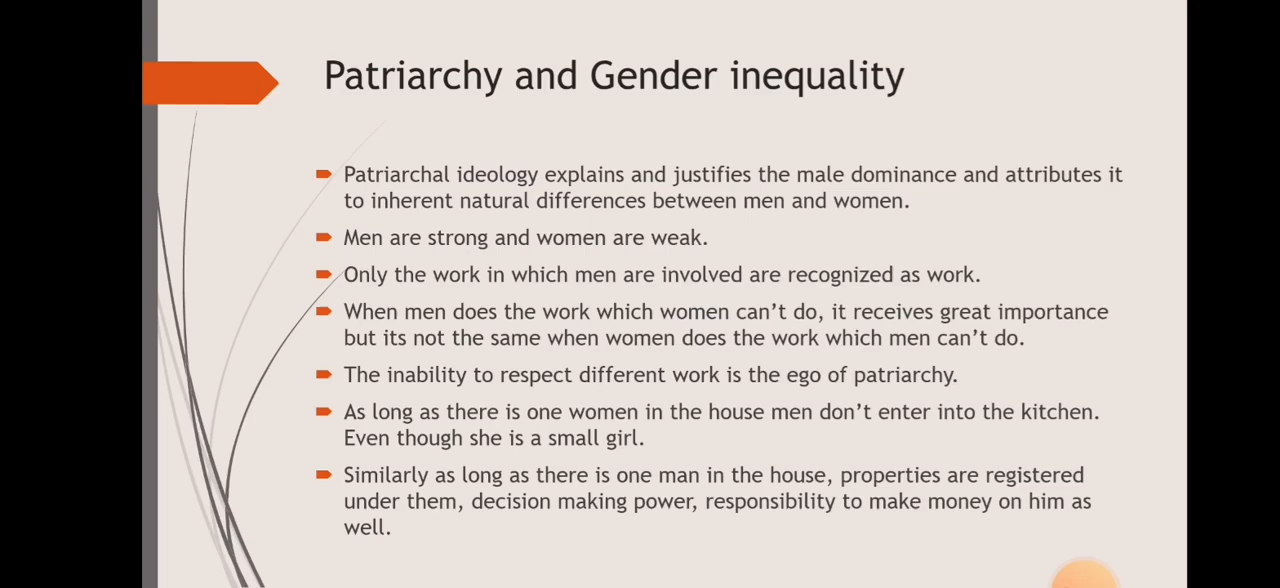 Patriarchy and Gender inequality
Patriarchal ideology explains and justifies the male dominance and attributes it
to inherent natural differences between men and women.
Men are strong and women are weak.
Only the work in which men are involved are recognized as work.
When men does the work which women can’t do, it receives great importance
but its not the same when women does the work which men can’t do.
The inability to respect different work is the ego of patriarchy.
As long as there is one women in the house men don’t enter into the kitchen.
Even though she is a small girl.
Similarly as long as there is one man in the house, properties are registered
under them, decision making power, responsibility to make money on him as
well.